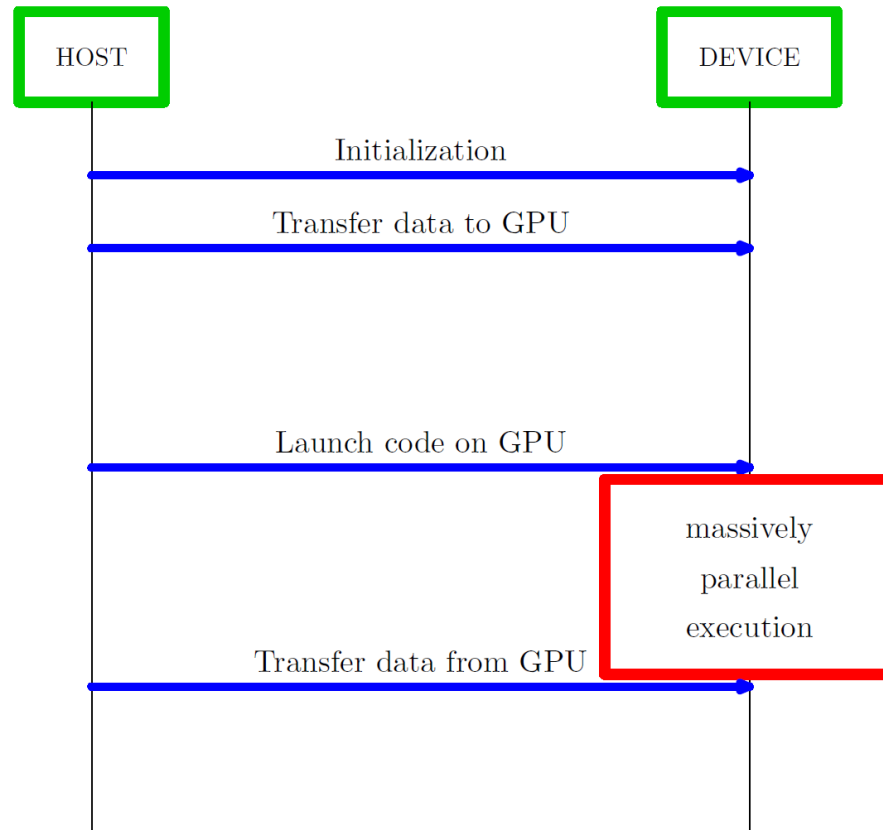 HOST
DEVICE
Initialization
Transfer data to GPU
Launch code on GPU
massively
parallel
execution
Transfer data from GPU